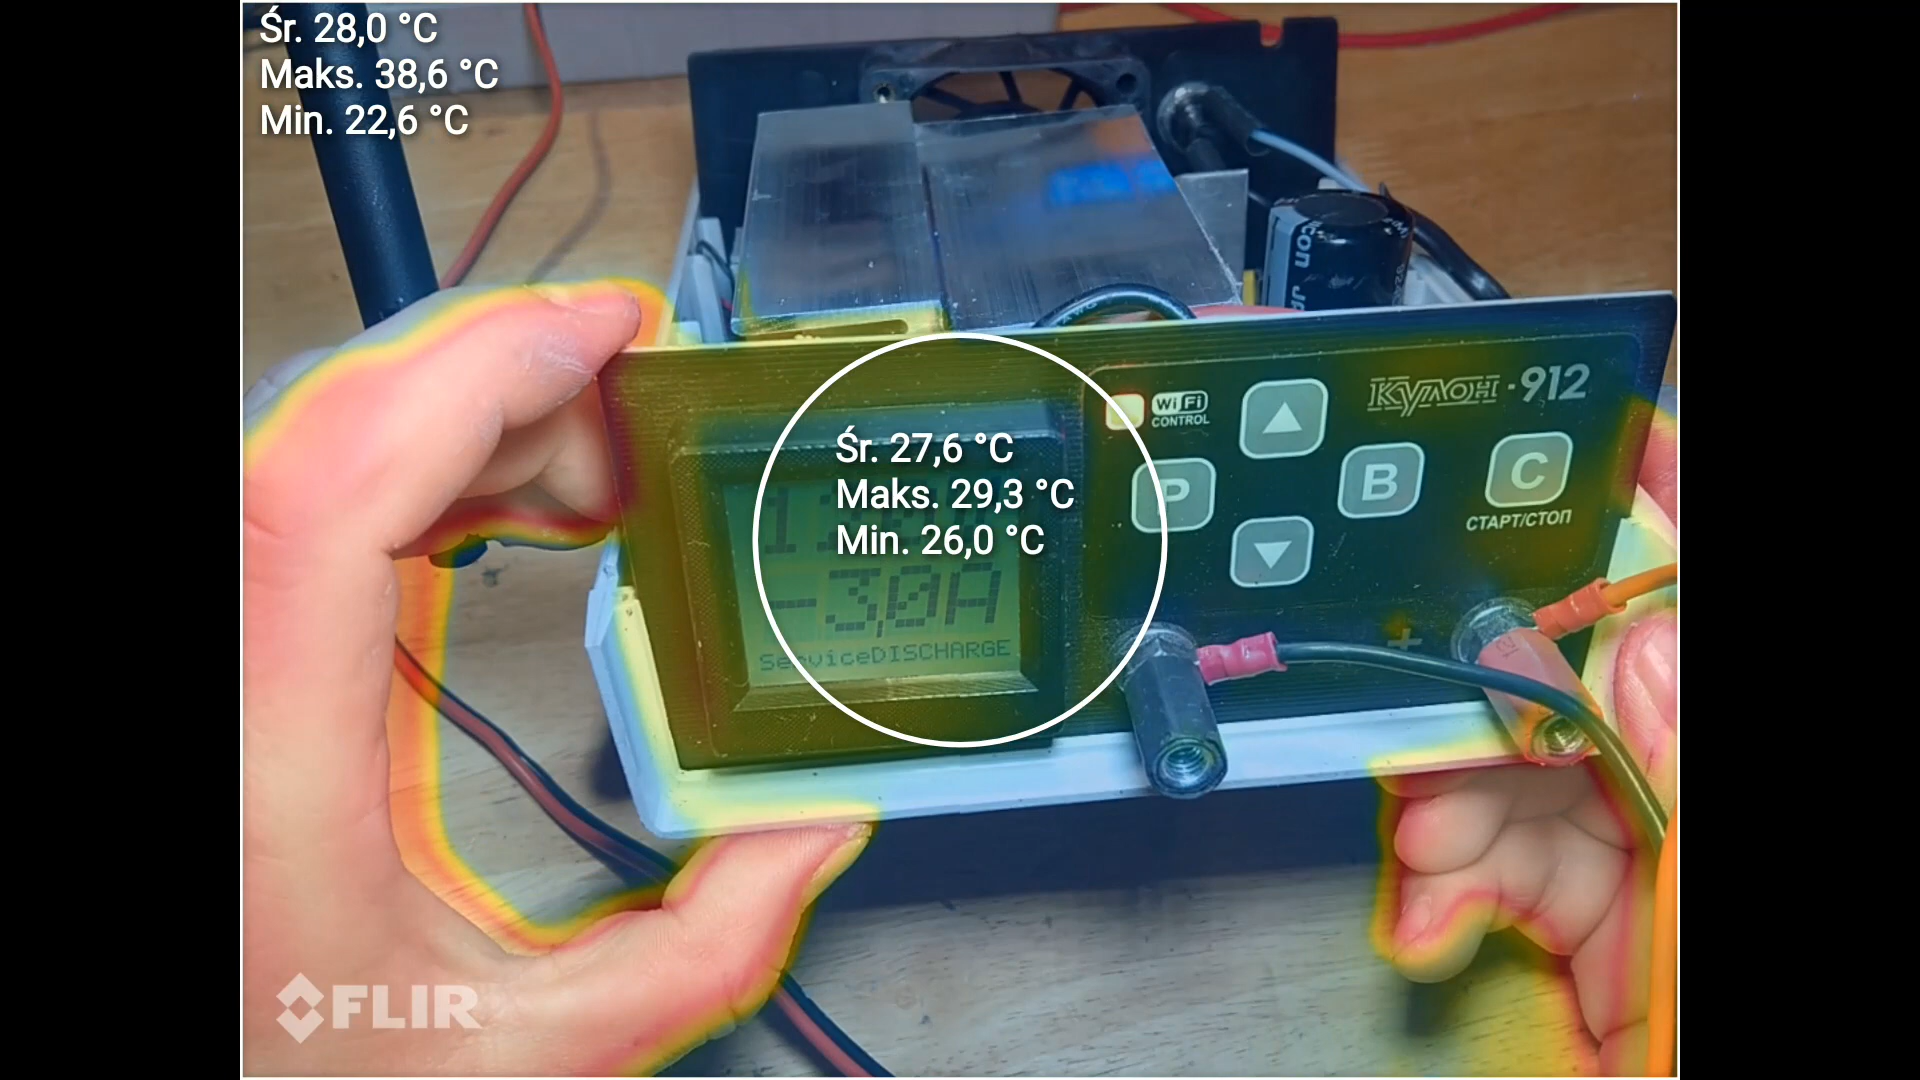 Śr. 28,0 °C
Maks. 38,6 °C
Min. 22,6 °C
con
WiFi
CONTROL
КУЛОН-912
Śr. 27,6 °C
Maks. 29,3 °C
Min. 26,0 °C
P
B
C
СТАРТ/СТОП
-3,0A
ServiceDISCHARGE
+
FLIR